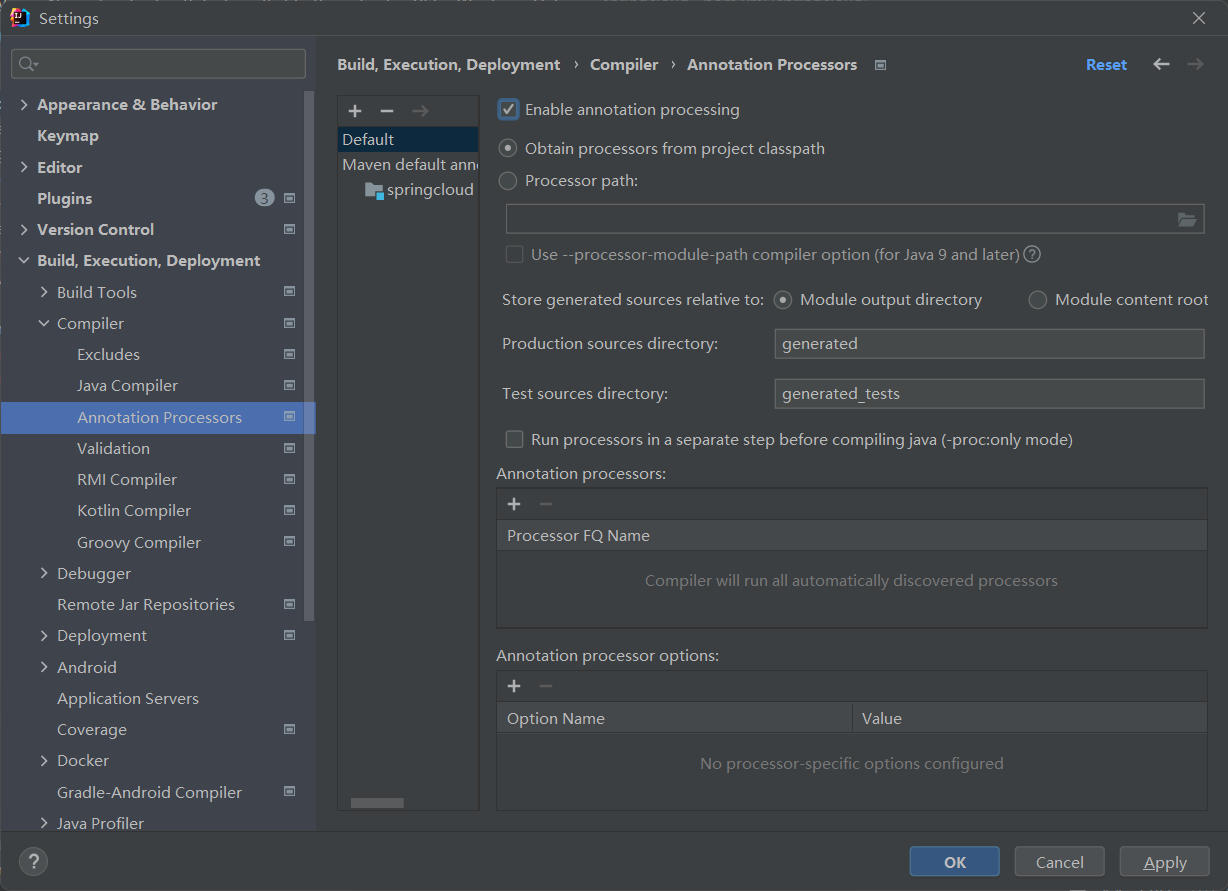 Settings
Build, Execution, Deployment › Compiler › Annotation Processors
Reset
Appearance & Behavior
Keymap
Editor
Plugins 3
Version Control
Build, Execution, Deployment
Build Tools
Compiler
Excludes
Java Compiler
Annotation Processors
Validation
RMI Compiler
Kotlin Compiler
Groovy Compiler
Debugger
Remote Jar Repositories
Deployment
Android
Application Servers
Coverage
Docker
Gradle-Android Compiler
Java Profiler
Default
Maven default anno
springcloud
Enable annotation processing
Obtain processors from project classpath
Processor path:
Use --processor-module-path compiler option (for Java 9 and later) ?
Store generated sources relative to: Module output directory Module content root
Production sources directory: generated
Test sources directory: generated_tests
Run processors in a separate step before compiling java (-proc:only mode)
Annotation processors:
Processor FQ Name
Compiler will run all automatically discovered processors
Annotation processor options:
Option Name Value
No processor-specific options configured
? OK Cancel Apply